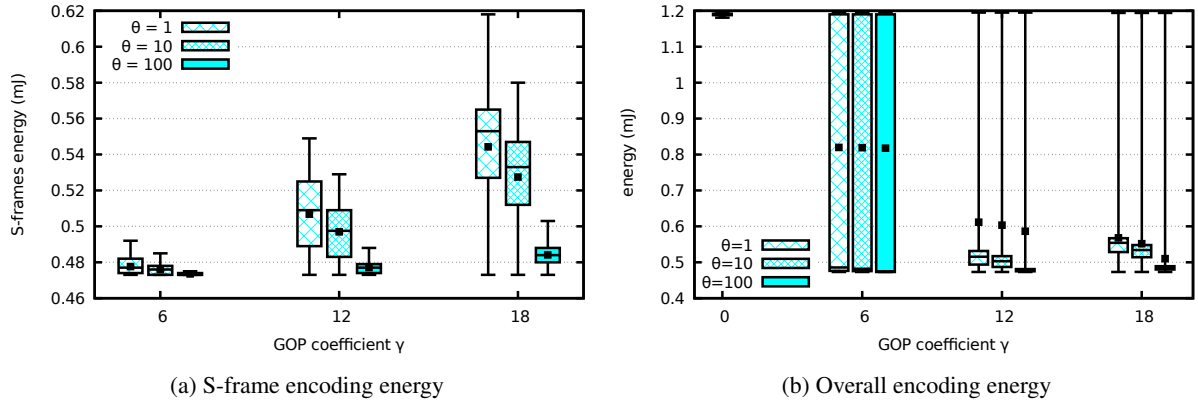 0.62
0.6
0.58
0.56
0.54
0.52
0.5
0.48
0.46
S-frames energy (mJ)
θ = 1
θ = 10
θ = 100
6 12 18
GOP coefficient γ
(a) S-frame encoding energy
1.2
1.1
1
0.9
0.8
0.7
0.6
0.5
0.4
energy (mJ)
θ=1
θ=10
θ=100
0 6 12 18
GOP coefficient γ
(b) Overall encoding energy